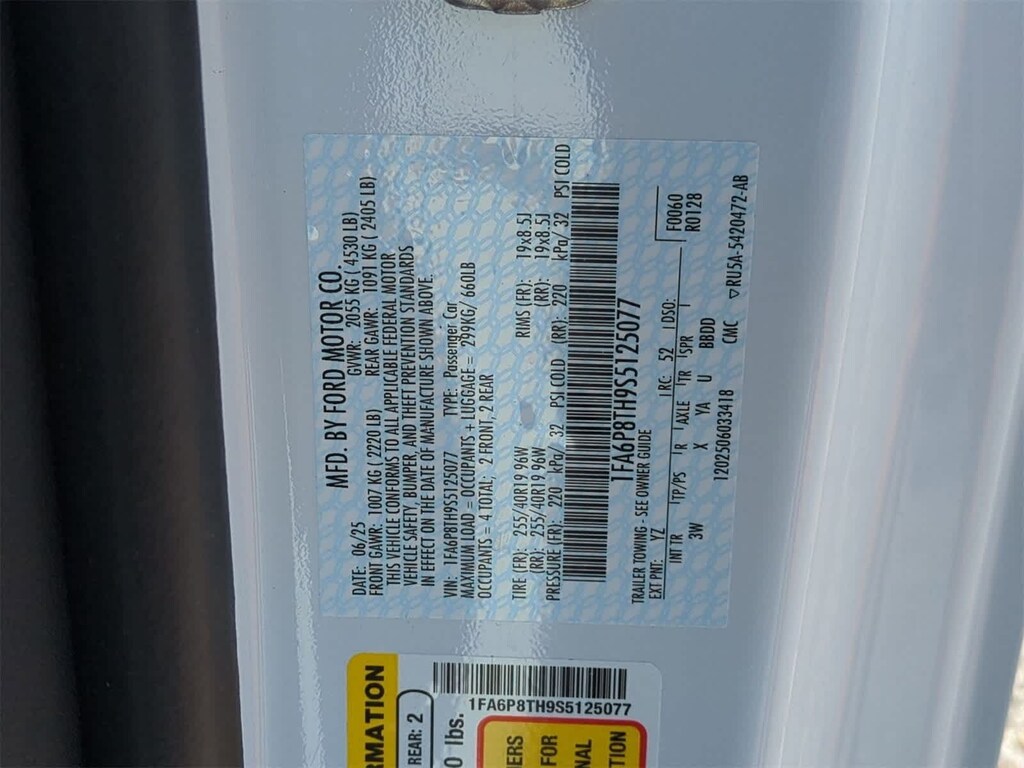 MFD. BY FORD MOTOR CO.
DATE: 06/25 GVWR: 2055 KG ( 4530 LB)
FRONT GAWR: 1007 KG ( 2220 LB) REAR GAWR: 1091 KG ( 2405 LB)
THIS VEHICLE CONFORMS TO ALL APPLICABLE FEDERAL MOTOR
VEHICLE SAFETY, BUMPER, AND THEFT PREVENTION STANDARDS
IN EFFECT ON THE DATE OF MANUFACTURE SHOWN ABOVE.
VIN: 1FA6P8TH9S5125077 TYPE: Passenger Car
MAXIMUM LOAD = OCCUPANTS + LUGGAGE = 299KG/ 660LB
OCCUPANTS = 4 TOTAL; 2 FRONT, 2 REAR
TIRE (FR): 255/40R19 96W RIMS (FR): 19x8.5J
(RR): 255/40R19 96W (RR): 19x8.5J
PRESSURE (FR): 220 kPa/ 32 PSI COLD (RR): 220 kPa/ 32 PSI COLD
1FA6P8TH9S5125077
TRAILER TOWING - SEE OWNER GUIDE
EXT PNT: YZ RC: 52 DSO: F0060
INT TR TP/PS R AXLE TR SPR R0128
3W X YA U BBDD
1202506033418 CMC ▽RU5A-5420472-AB
1FA6P8TH9S5125077
RMATION
REAR: 2
0 lbs.